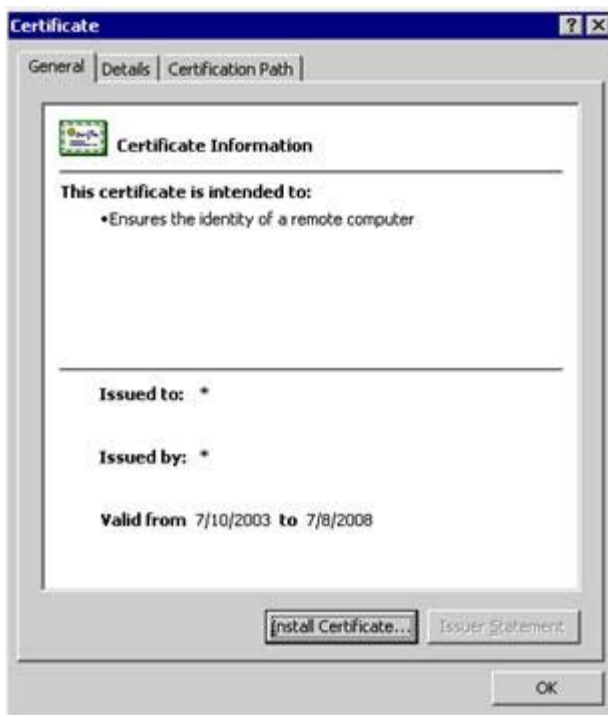 Certificate
General Details Certification Path
Certificate Information
This certificate is intended to:
•Ensures the identity of a remote computer
Issued to: *
Issued by: *
Valid from 7/10/2003 to 7/8/2008
Install Certificate... Issuer Statement
OK